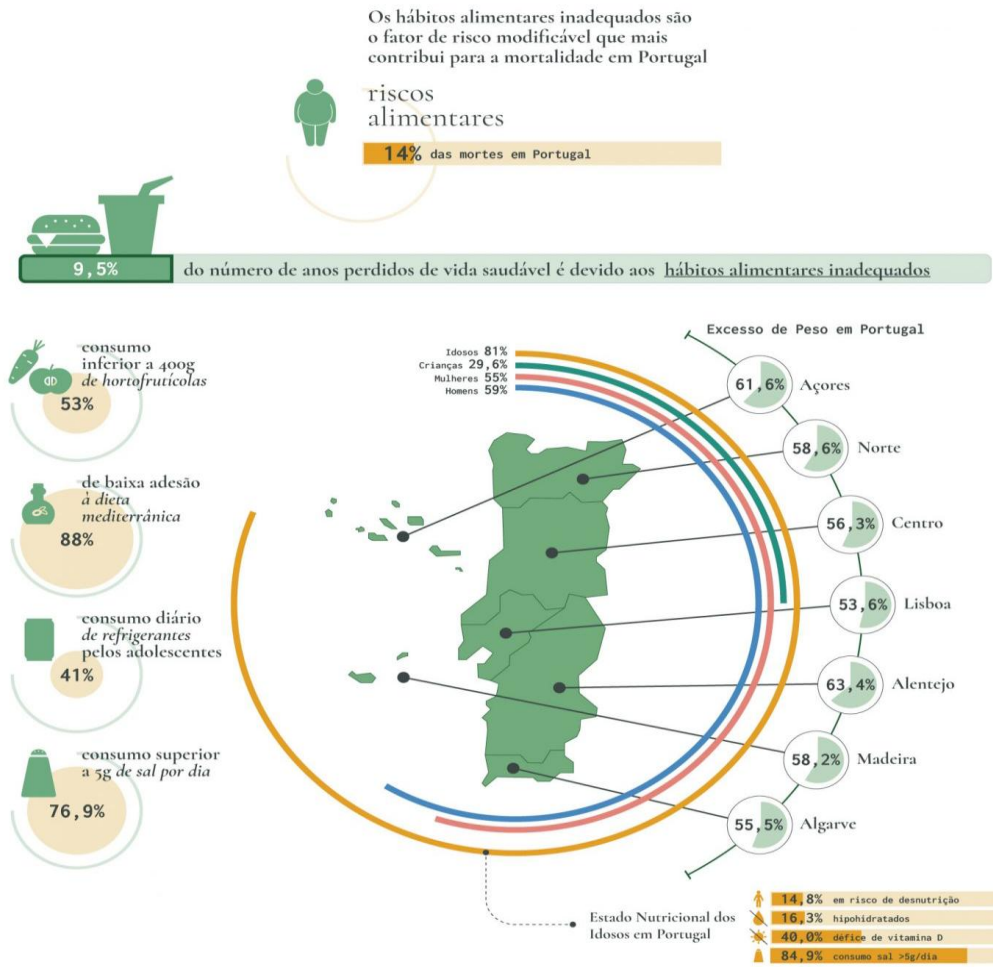 Os hábitos alimentares inadequados são
o fator de risco modificável que mais
contribui para a mortalidade em Portugal
riscos
alimentares
14% das mortes em Portugal
9,5% do número de anos perdidos de vida saudável é devido aos hábitos alimentares inadequados
consumo
inferior a 400g
de hortofrutícolas
53%
de baixa adesão
à dieta
mediterrânica
88%
consumo diário
de refrigerantes
pelos adolescentes
41%
consumo superior
a 5g de sal por dia
76,9%
Idosos 81%
Crianças 29,6%
Mulheres 55%
Homens 59%
Excesso de Peso em Portugal
61,6% Açores
58,6% Norte
56,3% Centro
53,6% Lisboa
63,4% Alentejo
58,2% Madeira
55,5% Algarve
Estado Nutricional dos
Idosos em Portugal
14,8% em risco de desnutrição
16,3% hipohidratados
40,0% défice de vitamina D
84,9% consumo sal >5g/dia